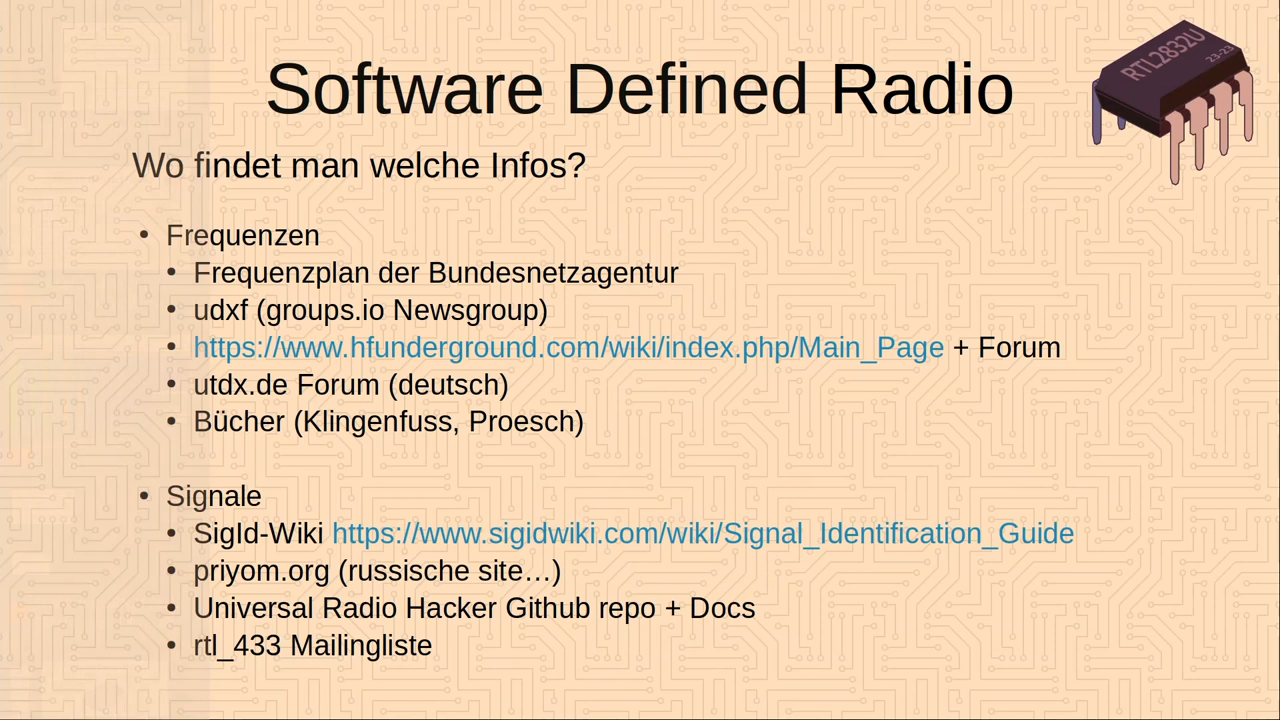 Software Defined Radio
RTL2832U
23-23
Wo findet man welche Infos?
• Frequenzen
• Frequenzplan der Bundesnetzagentur
• udxf (groups.io Newsgroup)
• https://www.hfunderground.com/wiki/index.php/Main_Page + Forum
• utdx.de Forum (deutsch)
• Bücher (Klingenfuss, Proesch)
• Signale
• SigId-Wiki https://www.sigidwiki.com/wiki/Signal_Identification_Guide
• priyom.org (russische site…)
• Universal Radio Hacker Github repo + Docs
• rtl_433 Mailingliste